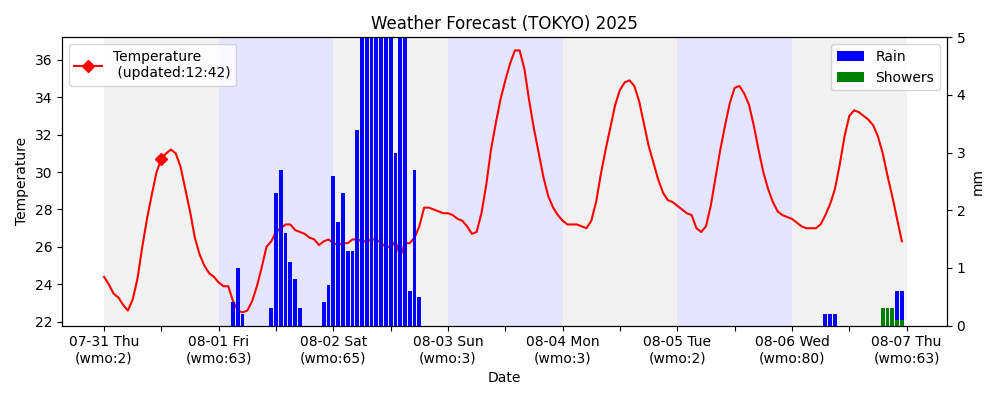 Weather Forecast (TOKYO) 2025
Temperature
(updated:12:42)
Rain
Showers
Temperature
36
34
32
30
28
26
24
22
5
4
3
2
1
0
mm
07-31 Thu
(wmo:2)
08-01 Fri
(wmo:63)
08-02 Sat
(wmo:65)
08-03 Sun
(wmo:3)
08-04 Mon
(wmo:3)
08-05 Tue
(wmo:2)
08-06 Wed
(wmo:80)
08-07 Thu
(wmo:63)
Date